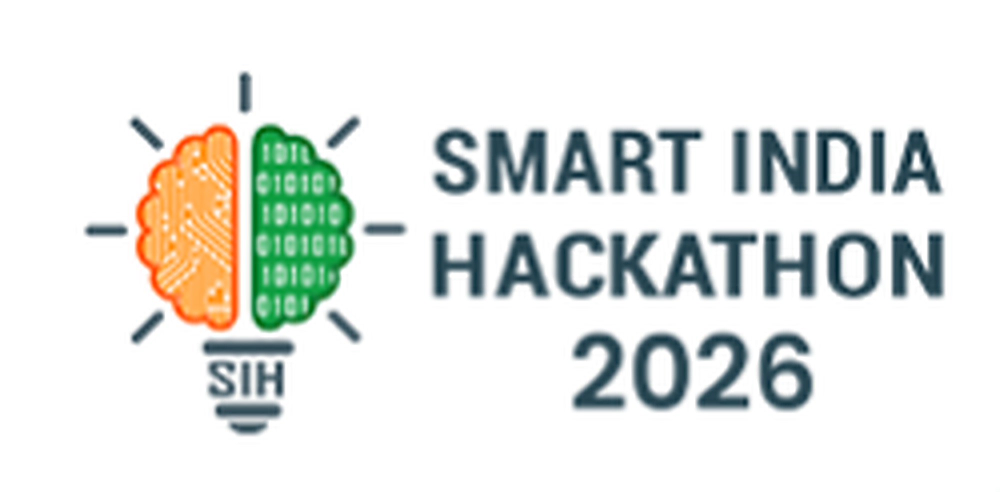 SMART INDIA
HACKATHON
2026
SIH